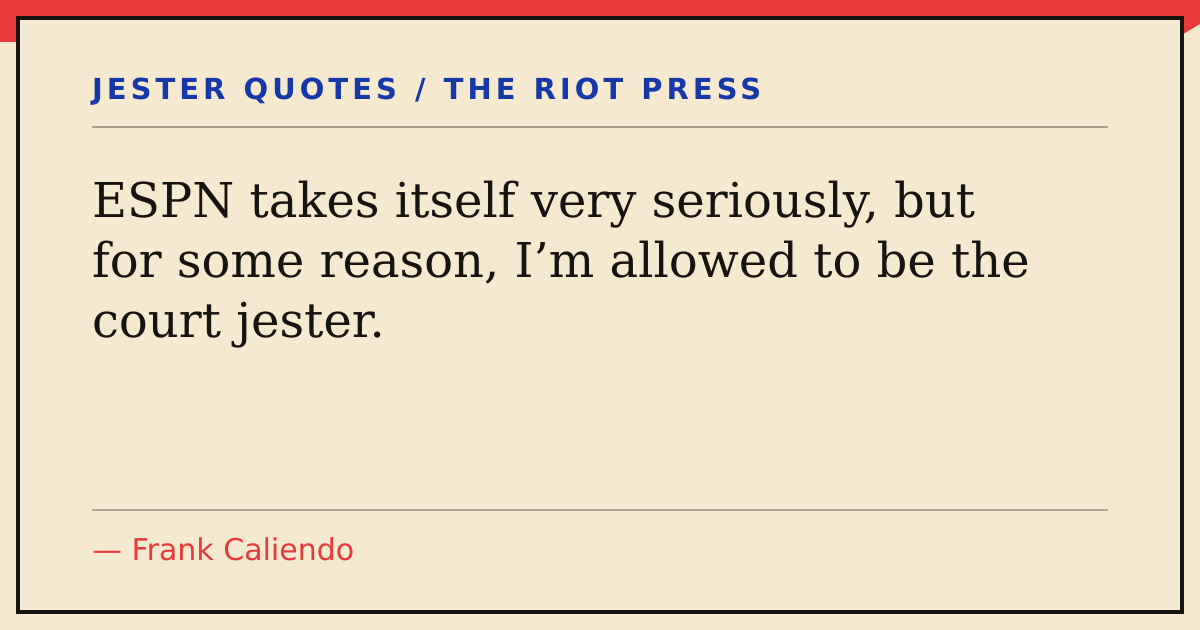 JESTER QUOTES / THE RIOT PRESS
ESPN takes itself very seriously, but
for some reason, I’m allowed to be the
court jester.
— Frank Caliendo